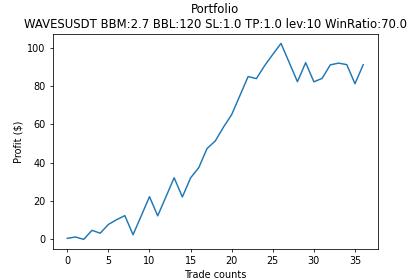 Portfolio
WAVESUSDT BBM:2.7 BBL:120 SL:1.0 TP:1.0 lev:10 WinRatio:70.0
100
80
60
40
20
0
Profit ($)
0 5 10 15 20 25 30 35
Trade counts